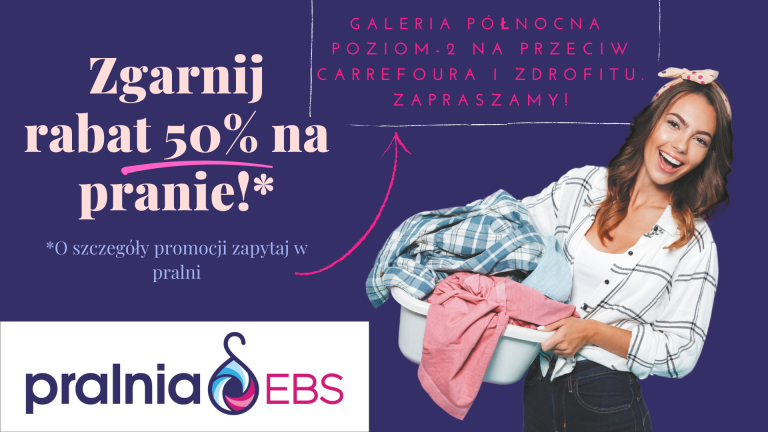 Zgarnij
rabat 50% na
pranie!*
*O szczegóły promocji zapytaj w
pralni
GALERIA PÓŁNOCNA
POZIOM-2 NA PRZECIW
CARREFOURA I ZDROFITU.
ZAPRASZAMY!
pralnia EBS